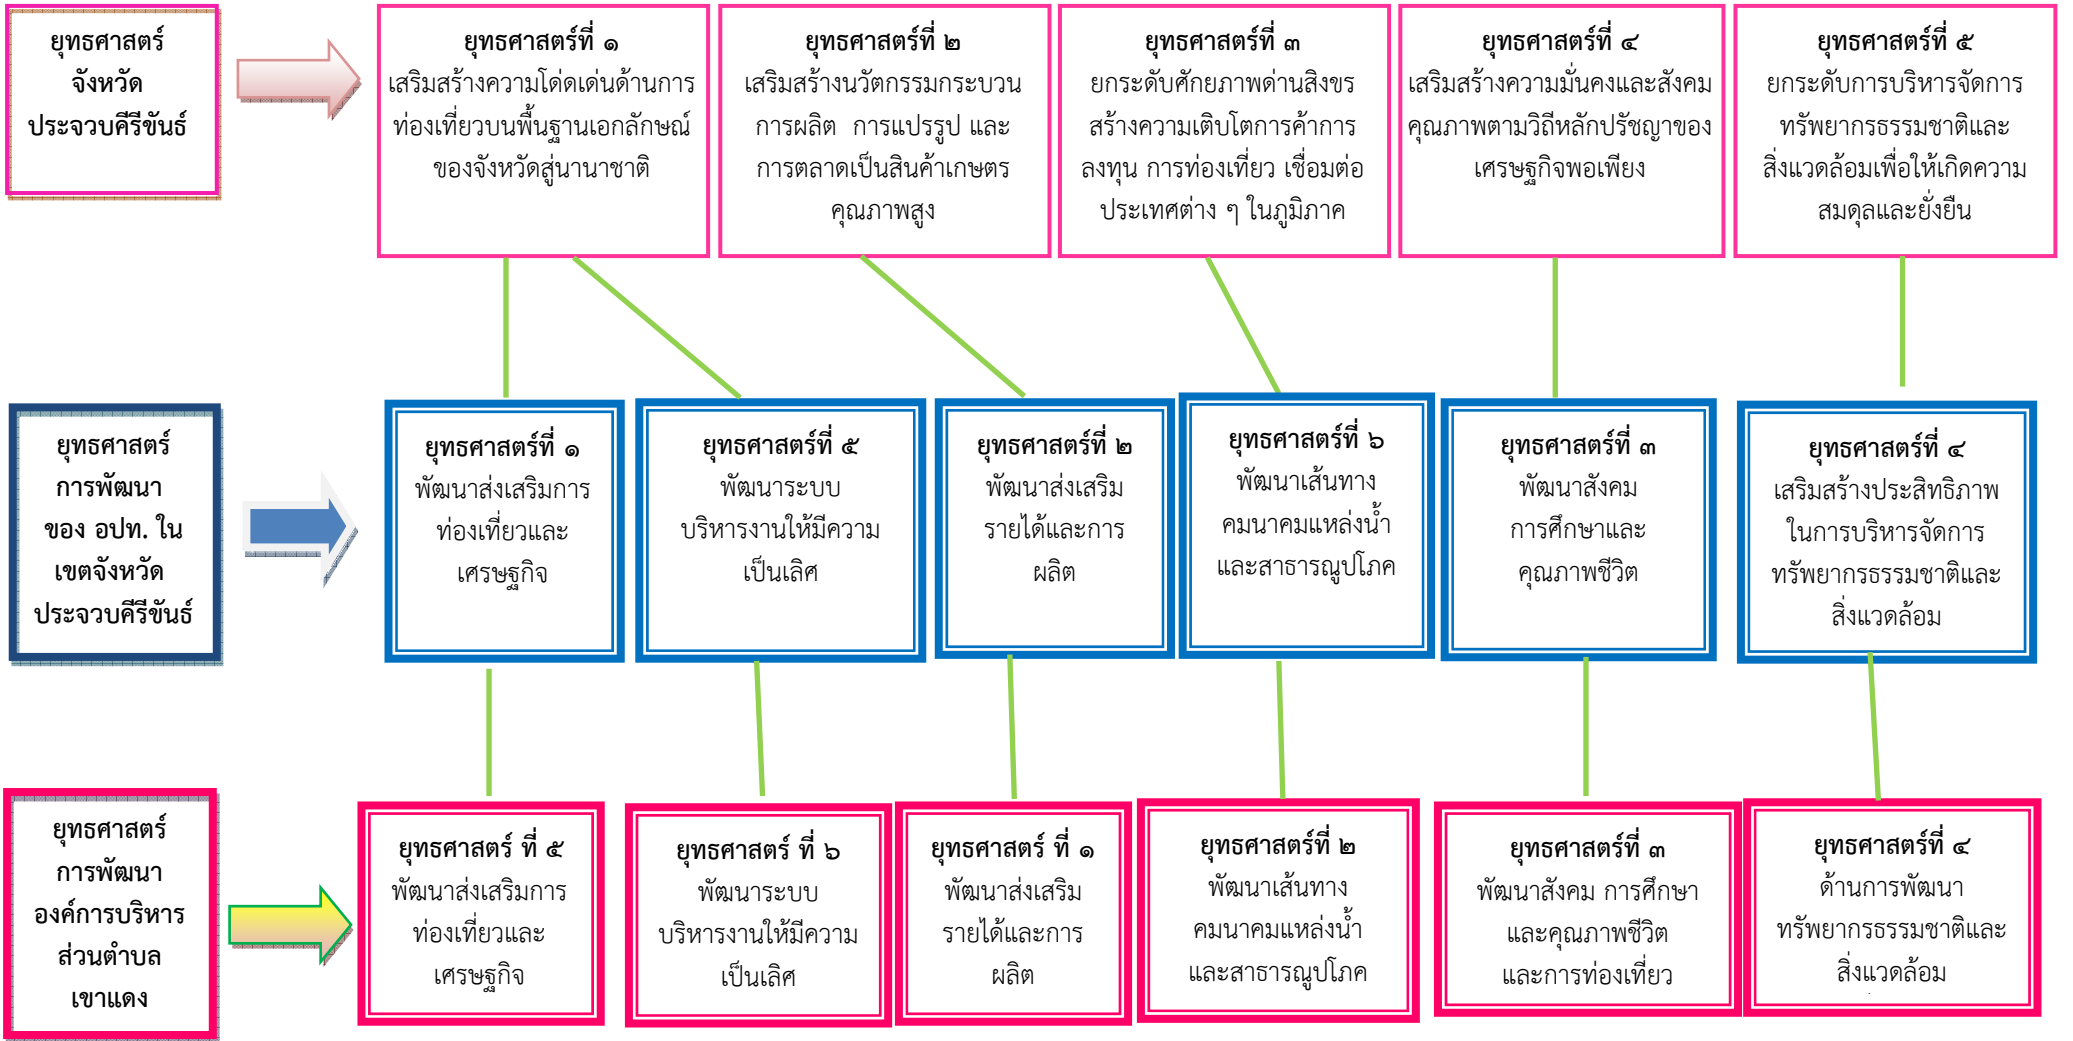 ยุทธศาสตร์
จังหวัด
ประจวบคีรีขันธ์
ยุทธศาสตร์ที่ ๑
เสริมสร้างความโด่ดเด่นด้านการ
ท่องเที่ยวบนพื้นฐานเอกลักษณ์
ของจังหวัดสู่นานาชาติ
ยุทธศาสตร์ที่ ๒
เสริมสร้างนวัตกรรมกระบวน
การผลิต การแปรรูป และ
การตลาดเป็นสินค้าเกษตร
คุณภาพสูง
ยุทธศาสตร์ที่ ๓
ยกระดับศักยภาพด่านสิงขร
สร้างความเติบโตการค้าการ
ลงทุน การท่องเที่ยว เชื่อมต่อ
ประเทศต่าง ๆ ในภูมิภาค
ยุทธศาสตร์ที่ ๔
เสริมสร้างความมั่นคงและสังคม
คุณภาพตามวิถีหลักปรัชญาของ
เศรษฐกิจพอเพียง
ยุทธศาสตร์ที่ ๕
ยกระดับการบริหารจัดการ
ทรัพยากรธรรมชาติและ
สิ่งแวดล้อมเพื่อให้เกิดความ
สมดุลและยั่งยืน
ยุทธศาสตร์
การพัฒนา
ของ อปท. ใน
เขตจังหวัด
ประจวบคีรีขันธ์
ยุทธศาสตร์ที่ ๑
พัฒนาส่งเสริมการ
ท่องเที่ยวและ
เศรษฐกิจ
ยุทธศาสตร์ที่ ๕
พัฒนาระบบ
บริหารงานให้มีความ
เป็นเลิศ
ยุทธศาสตร์ที่ ๒
พัฒนาส่งเสริม
รายได้และการ
ผลิต
ยุทธศาสตร์ที่ ๖
พัฒนาเส้นทาง
คมนาคมแหล่งน้ำ
และสาธารณูปโภค
ยุทธศาสตร์ที่ ๓
พัฒนาสังคม
การศึกษาและ
คุณภาพชีวิต
ยุทธศาสตร์ที่ ๔
เสริมสร้างประสิทธิภาพ
ในการบริหารจัดการ
ทรัพยากรธรรมชาติและ
สิ่งแวดล้อม
ยุทธศาสตร์
การพัฒนา
องค์การบริหาร
ส่วนตำบล
เขาแดง
ยุทธศาสตร์ ที่ ๕
พัฒนาส่งเสริมการ
ท่องเที่ยวและ
เศรษฐกิจ
ยุทธศาสตร์ ที่ ๖
พัฒนาระบบ
บริหารงานให้มีความ
เป็นเลิศ
ยุทธศาสตร์ ที่ ๑
พัฒนาส่งเสริม
รายได้และการ
ผลิต
ยุทธศาสตร์ที่ ๒
พัฒนาเส้นทาง
คมนาคมแหล่งน้ำ
และสาธารณูปโภค
ยุทธศาสตร์ที่ ๓
พัฒนาสังคม การศึกษา
และคุณภาพชีวิต
และการท่องเที่ยว
ยุทธศาสตร์ที่ ๔
ด้านการพัฒนา
ทรัพยากรธรรมชาติและ
สิ่งแวดล้อม